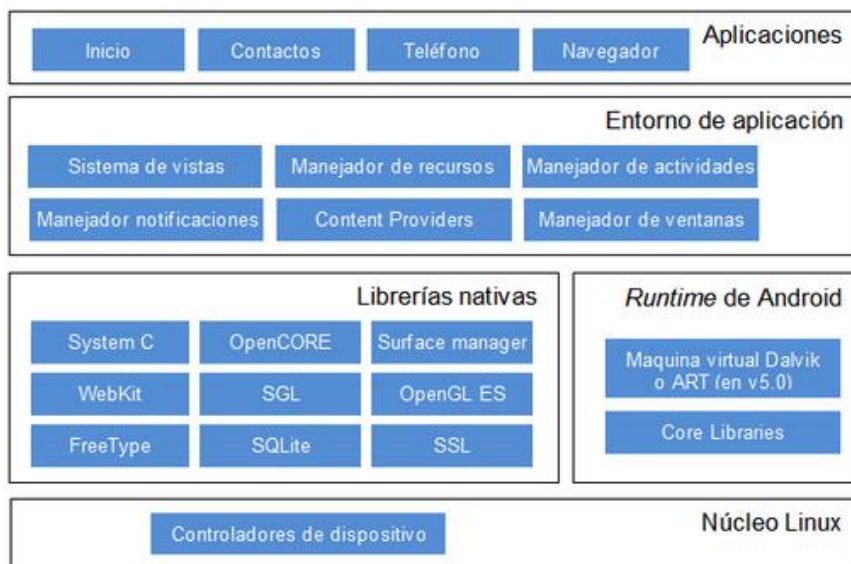 Aplicaciones
Inicio
Contactos
Teléfono
Navegador
Entorno de aplicación
Sistema de vistas
Manejador de recursos
Manejador de actividades
Manejador notificaciones
Content Providers
Manejador de ventanas
Librerías nativas
System C
OpenCORE
Surface manager
WebKit
SGL
OpenGL ES
FreeType
SQLite
SSL
Runtime de Android
Maquina virtual Dalvik
o ART (en v5.0)
Core Libraries
Núcleo Linux
Controladores de dispositivo